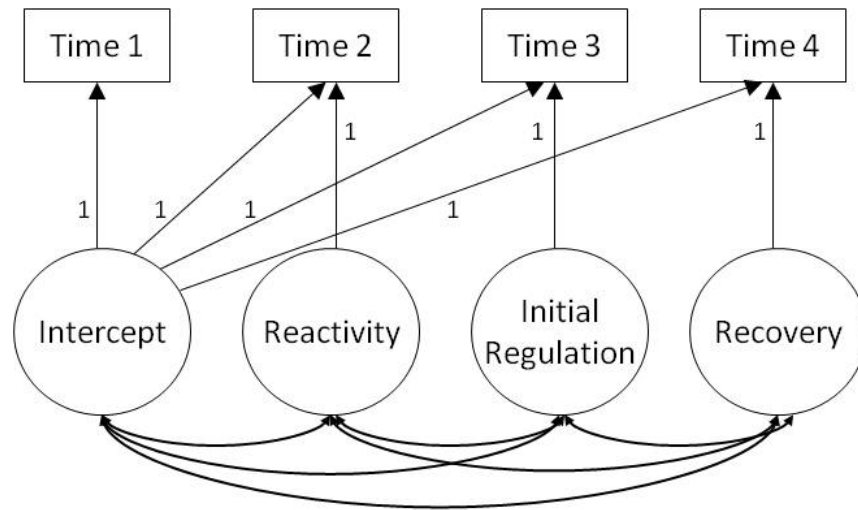 Time 1
Time 2
Time 3
Time 4
1
1
1
1
1
1
1
Intercept
Reactivity
Initial
Regulation
Recovery